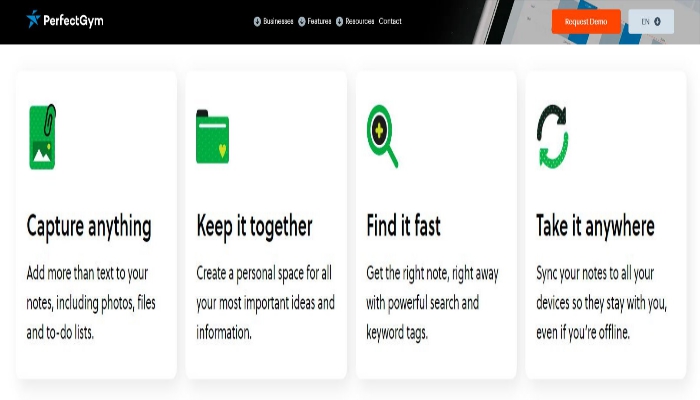 PerfectGym
Businesses Features Resources Contact
Request Demo
EN
Capture anything
Add more than text to your
notes, including photos, files
and to-do lists.
Keep it together
Create a personal space for all
your most important ideas and
information.
Find it fast
Get the right note, right away
with powerful search and
keyword tags.
Take it anywhere
Sync your notes to all your
devices so they stay with you,
even if you're offline.